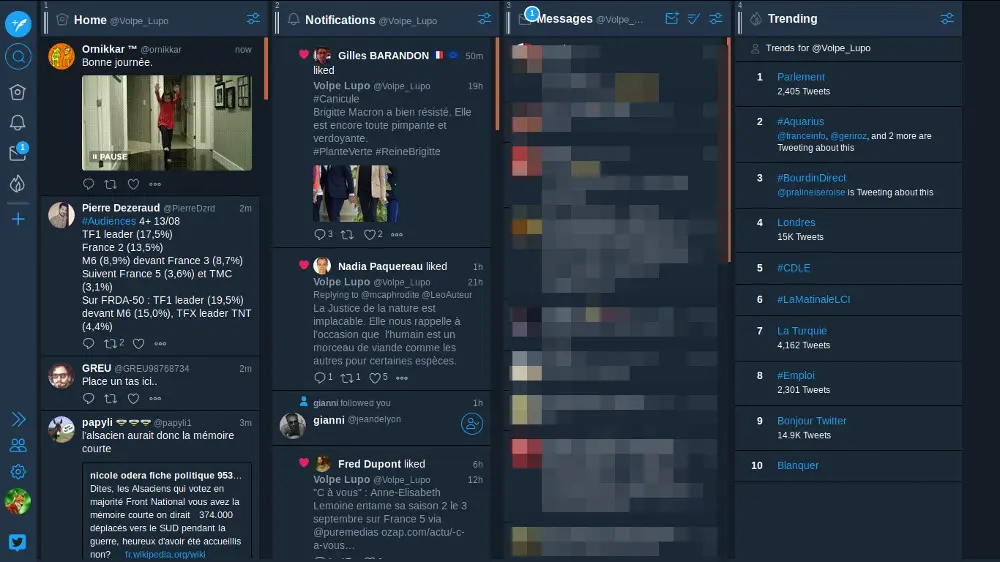 1
Home @Volpe_Lupo
Ornikkar ™ @ornikkar now
Bonne journée.
PAUSE
Pierre Dezeraud @PierreDzrd 2m
#Audiences 4+ 13/08
TF1 leader (17,5%)
France 2 (13,5%)
M6 (8,9%) devant France 3 (8,7%)
Suivent France 5 (3,6%) et TMC
(3,1%)
Sur FRDA-50 : TF1 leader (19,5%)
devant M6 (15,0%), TFX leader TNT
(4,4%)
2
GREU @GREU98768734 2m
Place un tas ici..
papyli @papyli1 3m
l'alsacien aurait donc la mémoire
courte
nicole odera fiche politique 953...
Dites, les Alsaciens qui votez en
majorité Front National vous avez la
mémoire courte on dirait 374.000
déplacés vers le SUD pendant la
guerre, heureux d'avoir été accueillis
non? fr.wikipedia.org/wiki
1
2
Notifications @Volpe_Lupo
Gilles BARANDON 50m
liked
Volpe Lupo @Volpe_Lupo 19h
#Canicule
Brigitte Macron a bien résisté. Elle
est encore toute pimpante et
verdoyante.
#PlanteVerte #ReineBrigitte
3 2
Nadia Paquereau liked 1h
Volpe Lupo @Volpe_Lupo 21h
Replying to @mcaphrodite @LeoAuteur
La Justice de la nature est
implacable. Elle nous rappelle à
l'occasion que l'humain est un
morceau de viande comme les
autres pour certaines espèces.
1 1 5
gianni followed you 1h
gianni @jeandelyon
Fred Dupont liked 6h
Volpe Lupo @Volpe_Lupo 12h
"C à vous" : Anne-Elisabeth
Lemoine entame sa saison 2 le 3
septembre sur France 5 via
@puremedias ozap.com/actu/-c-
a-vous…
3
1
Messages @Volpe_...
4
Trending
Trends for @Volpe_Lupo
1 Parlement
2,405 Tweets
2 #Aquarius
@franceinfo, @geriroz, and 2 more are
Tweeting about this
3 #BourdinDirect
@pralineiseroise is Tweeting about this
4 Londres
15K Tweets
5 #CDLE
6 #LaMatinaleLCI
7 La Turquie
4,162 Tweets
8 #Emploi
2,301 Tweets
9 Bonjour Twitter
14.9K Tweets
10 Blanquer